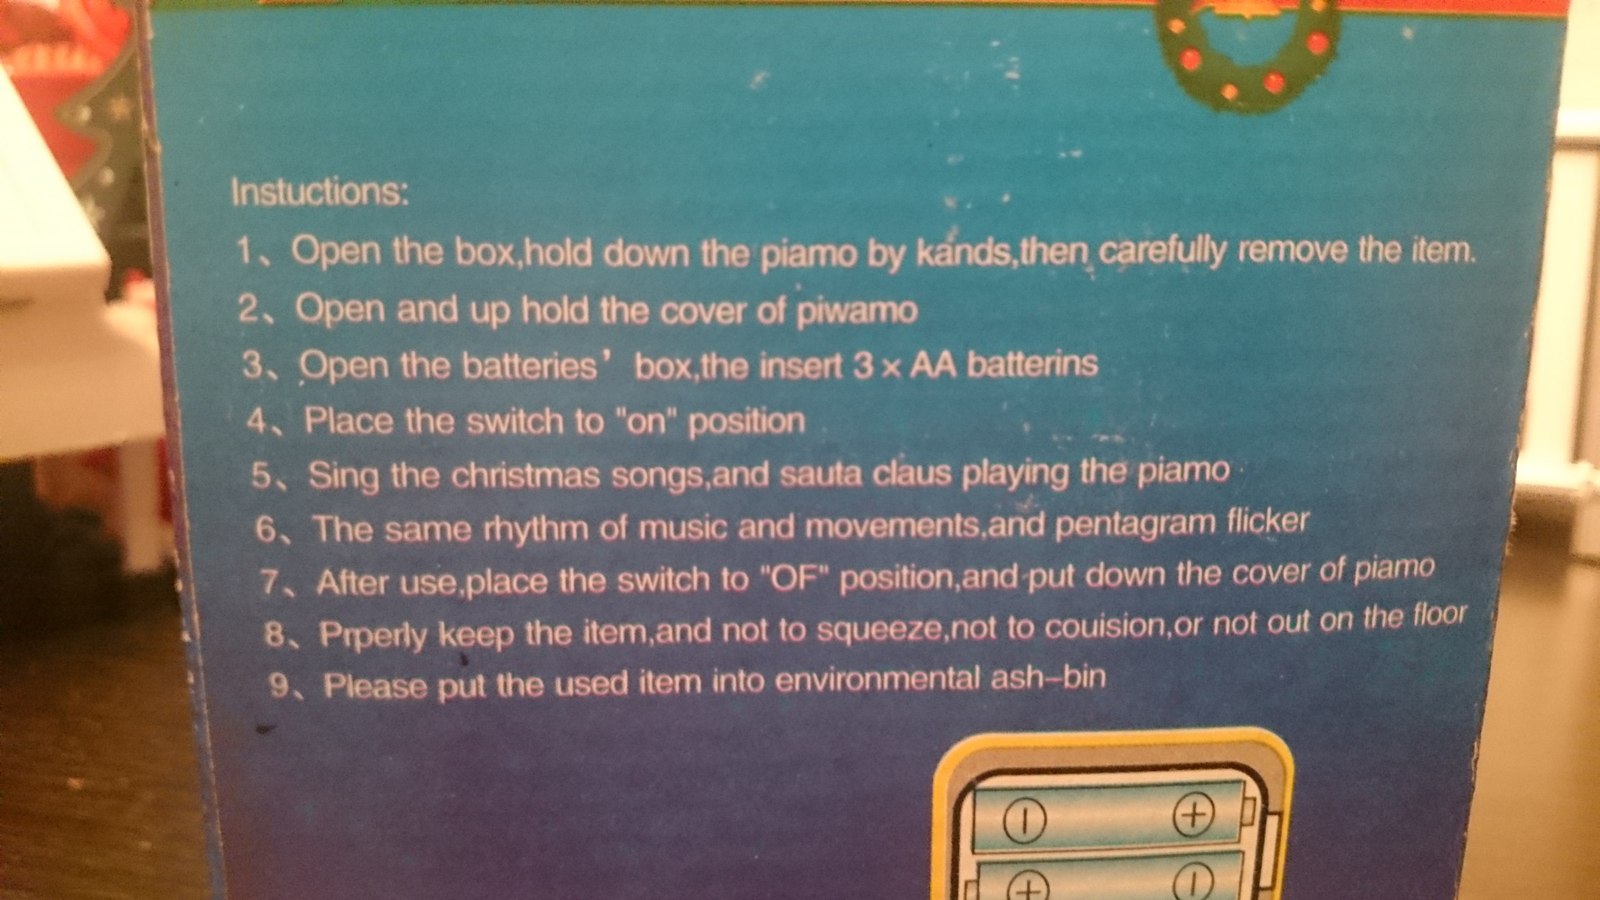 Instuctions:
1、Open the box,hold down the piamo by kands,then carefully remove the item.
2、Open and up hold the cover of piwamo
3、Open the batteries’ box,the insert 3×AA batterins
4、Place the switch to "on" position
5、Sing the christmas songs,and sauta claus playing the piamo
6、The same rhythm of music and movements,and pentagram flicker
7、After use,place the switch to "OF" position,and put down the cover of piamo
8、Prperly keep the item,and not to squeeze,not to couision,or not out on the floor
9、Please put the used item into environmental ash-bin